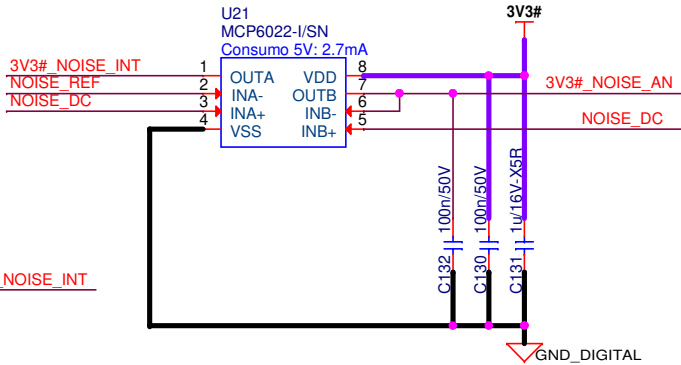 U21
MCP6022-I/SN
Consumo 5V: 2.7mA
3V3#
3V3#_NOISE_INT
1
OUTA
VDD
8
NOISE_REF
2
INA-
OUTB
7
3V3#_NOISE_AN
NOISE_DC
3
INA+
INB-
6
4
VSS
INB+
5
NOISE_DC
C132
100n/50V
C130
100n/50V
C131
1u/16V-X5R
_NOISE_INT
GND_DIGITAL